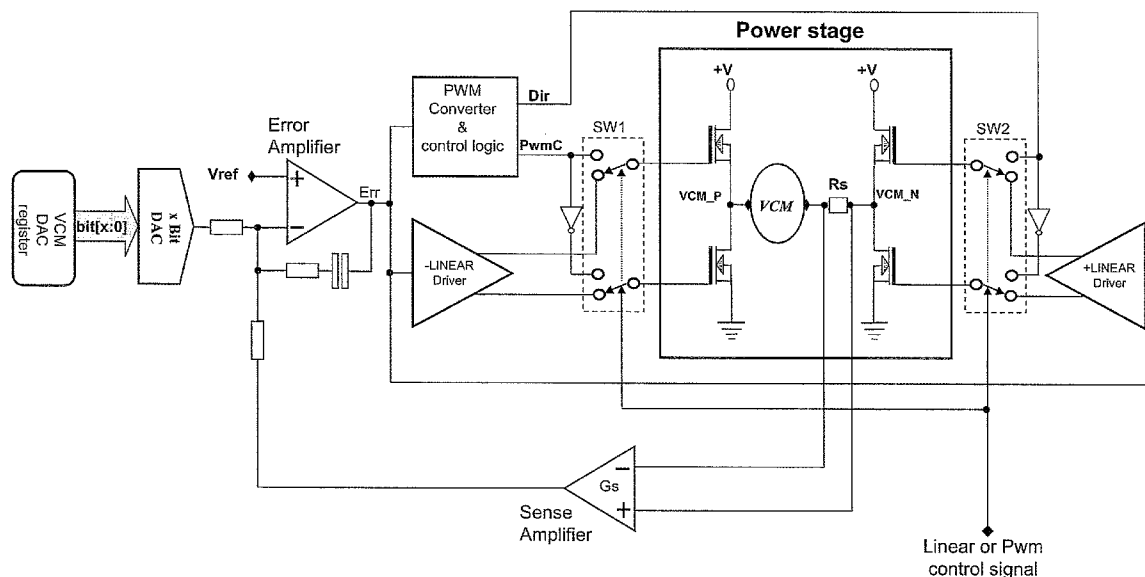 Power stage
+V
+V
PWM
Converter
&
control logic
Dir
PwmC
SW1
SW2
Error
Amplifier
Vref
+
−
Err
VCM
DAC
register
bit[x:0]
x Bit
DAC
−LINEAR
Driver
VCM_P
VCM
Rs
VCM_N
+LINEAR
Driver
Gs
−
+
Sense
Amplifier
Linear or Pwm
control signal